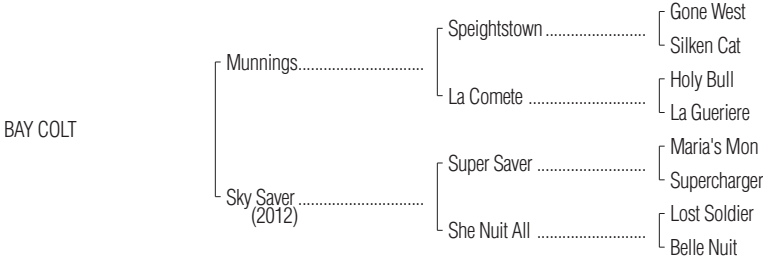 Gone West
Speightstown
Silken Cat
Munnings
Holy Bull
La Comete
La Gueriere
BAY COLT
Maria's Mon
Super Saver
Supercharger
Sky Saver
(2012)
Lost Soldier
She Nuit All
Belle Nuit